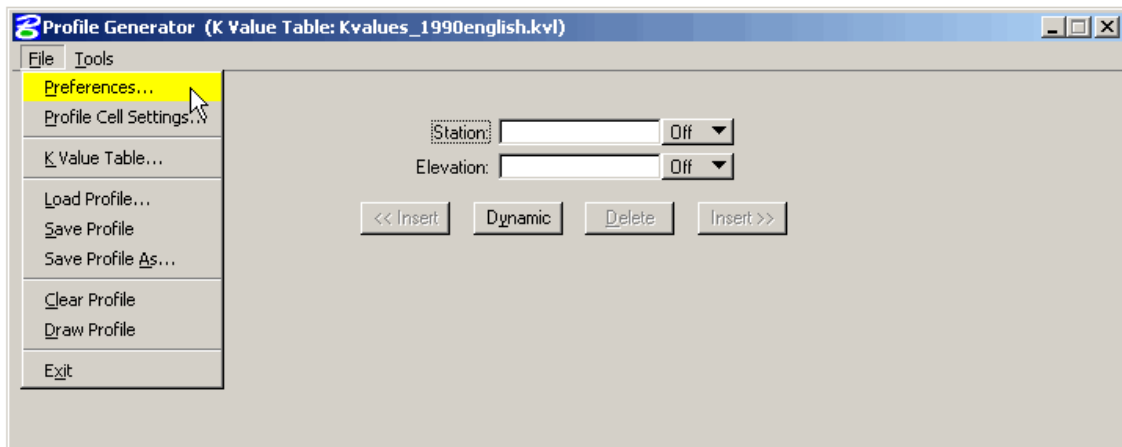 Profile Generator (K Value Table: Kvalues_1990english.kvl)
File Tools
Preferences...
Profile Cell Settings...
K Value Table...
Load Profile...
Save Profile
Save Profile As...
Clear Profile
Draw Profile
Exit
Station: Off
Elevation: Off
<< Insert Dynamic Delete Insert >>